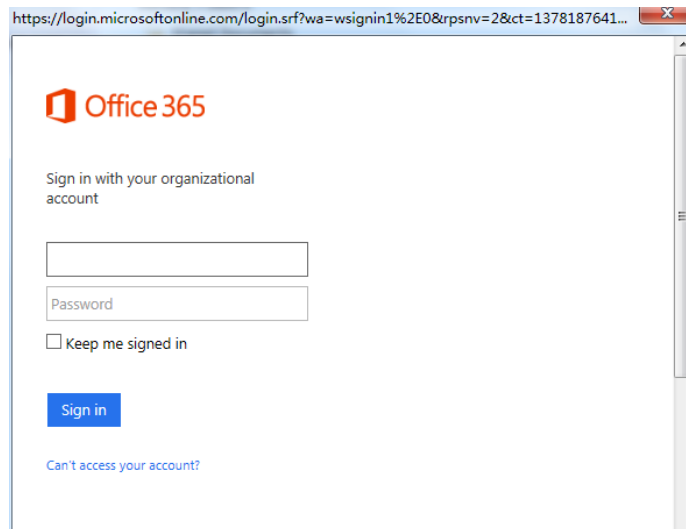 https://login.microsoftonline.com/login.srf?wa=wsignin1%2E0&rpsnv=2&ct=1378187641...
Office 365
Sign in with your organizational
account
Password
Keep me signed in
Sign in
Can't access your account?